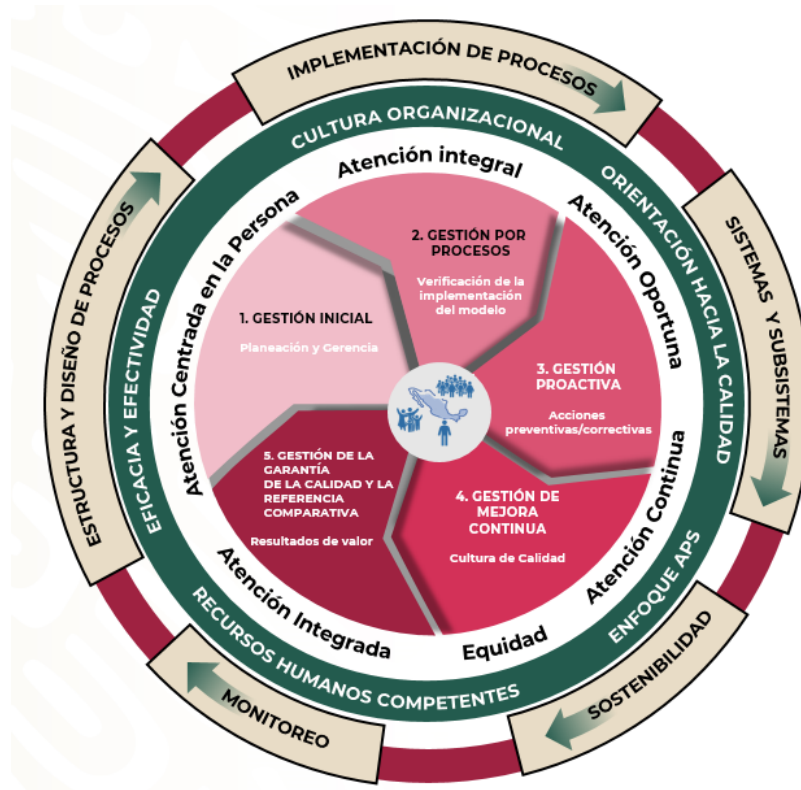 IMPLEMENTACIÓN DE PROCESOS
SISTEMAS Y SUBSISTEMAS
SOSTENIBILIDAD
MONITOREO
ESTRUCTURA Y DISEÑO DE PROCESOS
CULTURA ORGANIZACIONAL
ORIENTACIÓN HACIA LA CALIDAD
ENFOQUE APS
RECURSOS HUMANOS COMPETENTES
EFICACIA Y EFECTIVIDAD
Atención integral
Atención Oportuna
Atención Continua
Equidad
Atención Integrada
Atención Centrada en la Persona
1. GESTIÓN INICIAL
Planeación y Gerencia
2. GESTIÓN POR
PROCESOS
Verificación de la
implementación
del modelo
3. GESTIÓN
PROACTIVA
Acciones
preventivas/correctivas
4. GESTIÓN DE
MEJORA
CONTINUA
Cultura de Calidad
5. GESTIÓN DE LA
GARANTÍA
DE LA CALIDAD Y LA
REFERENCIA
COMPARATIVA
Resultados de valor